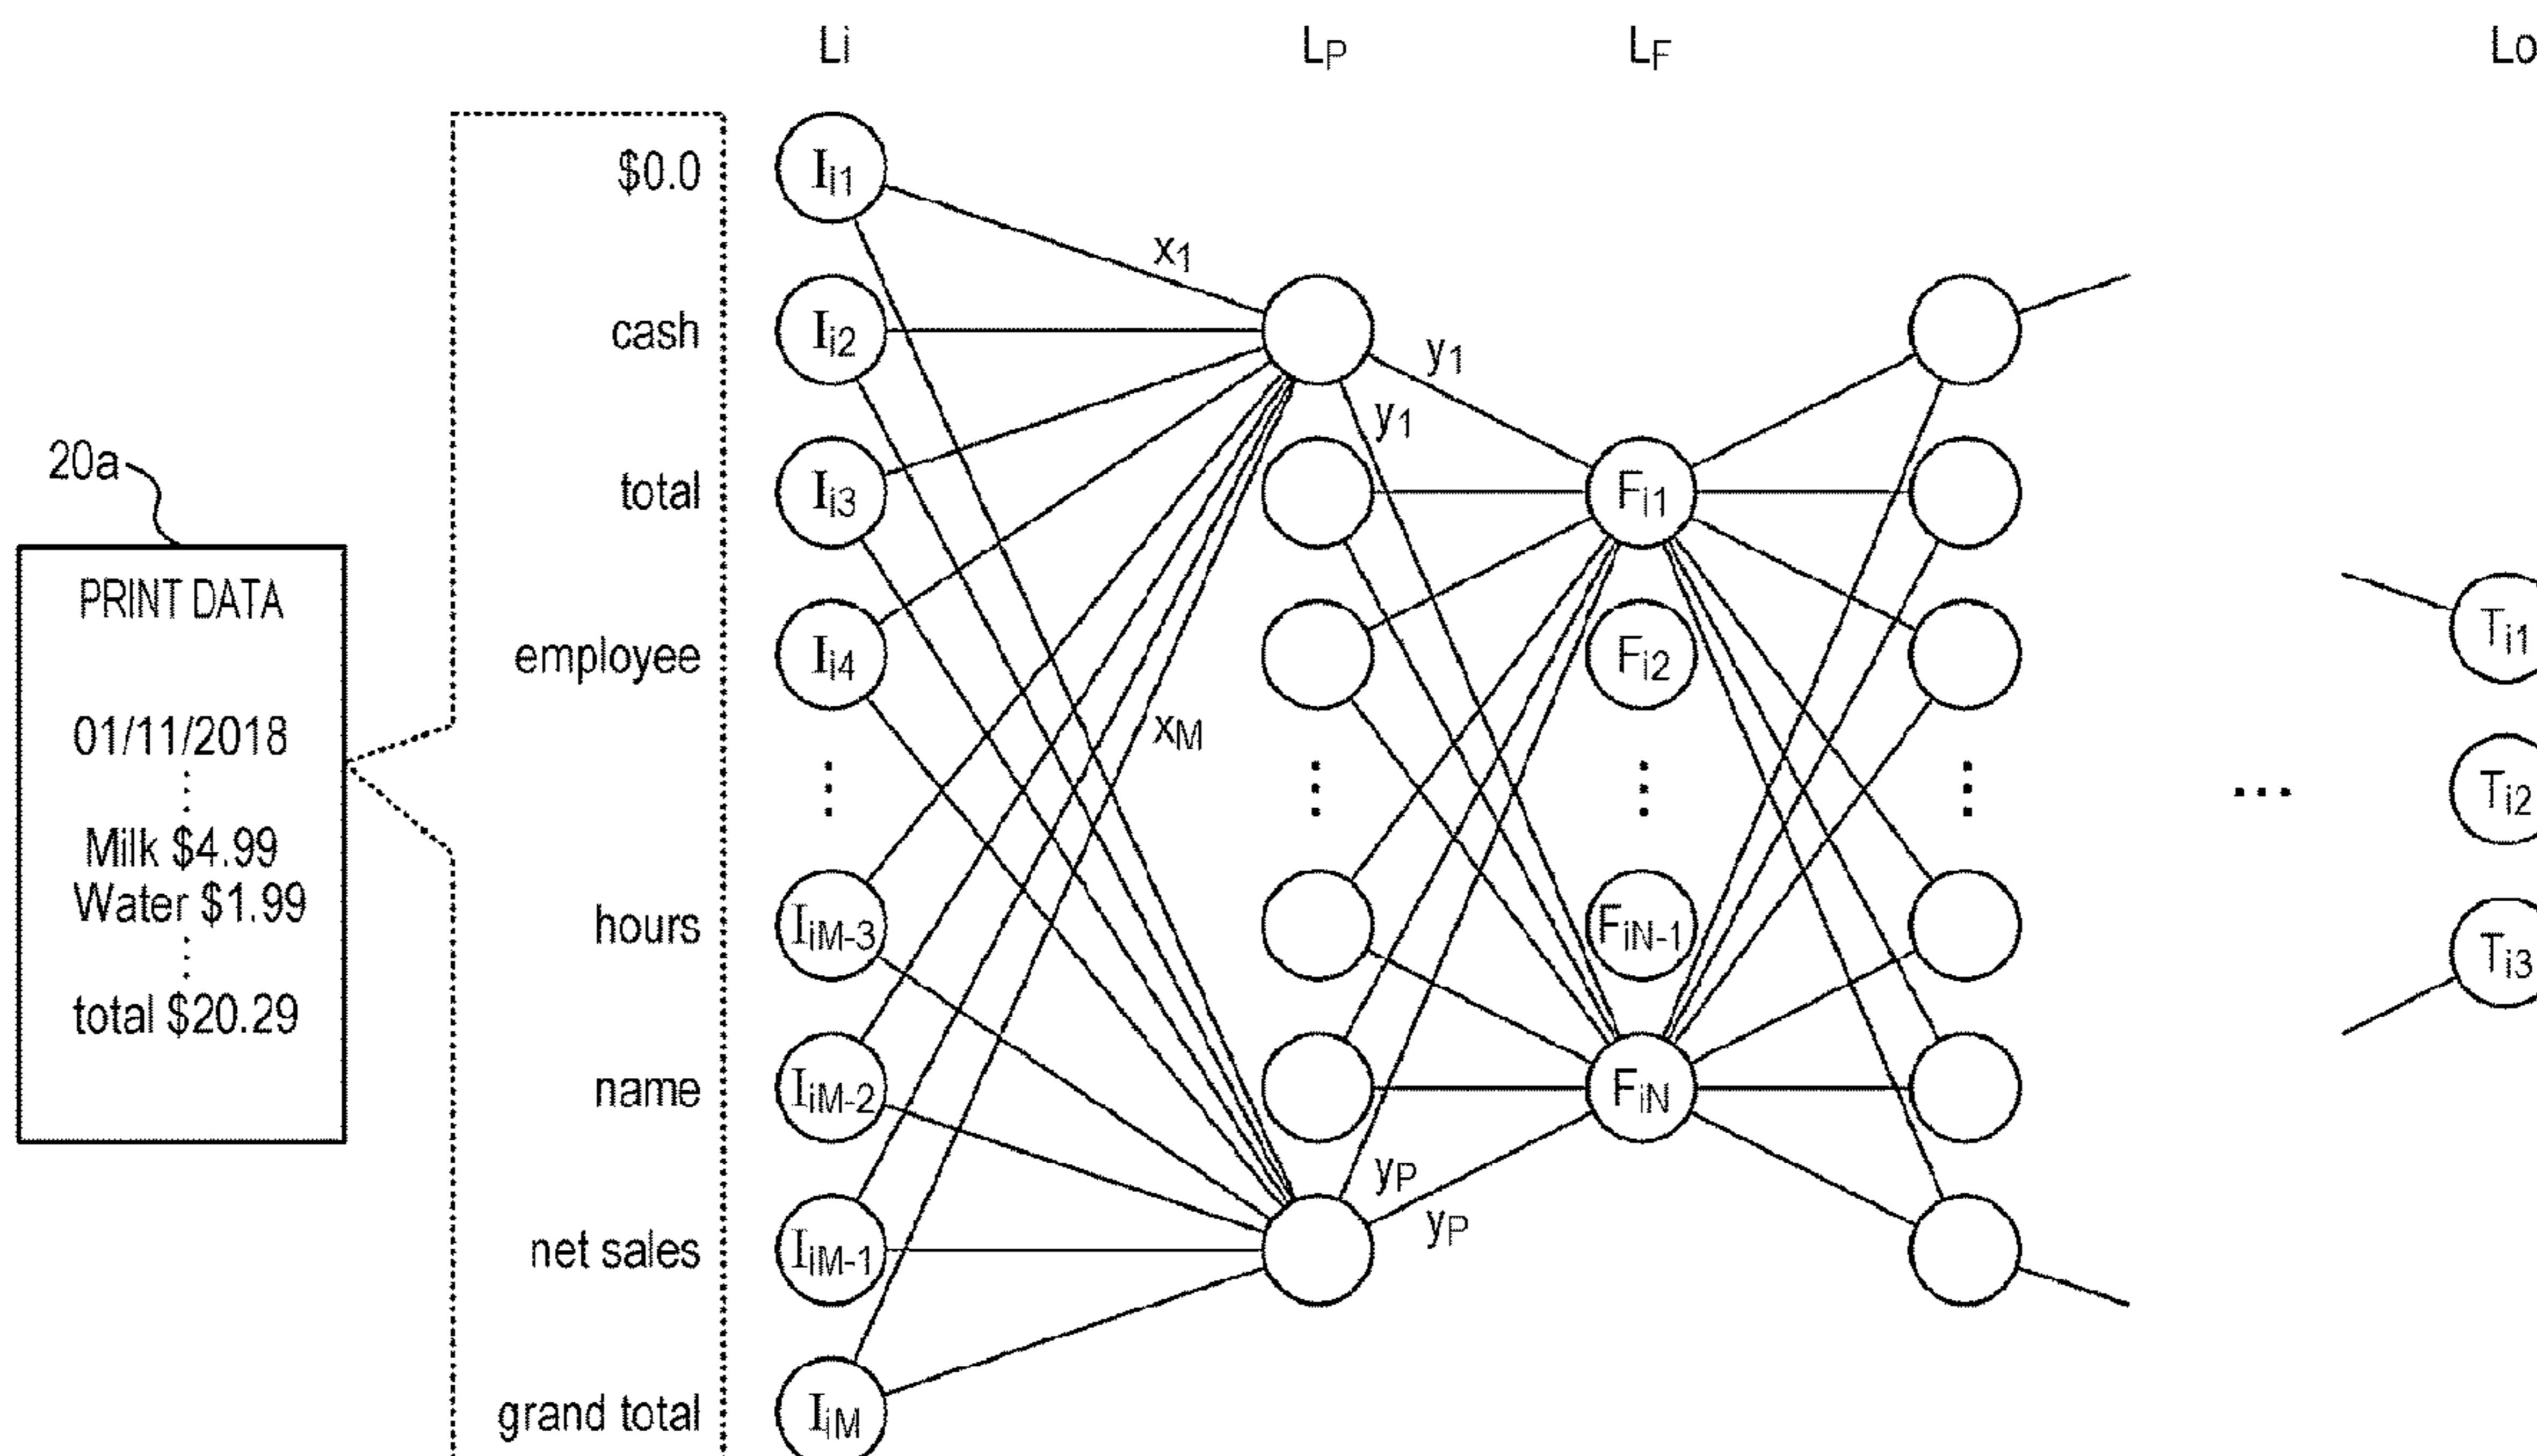 Li LP LF Lo
$0.0 Ii1
x1
cash Ii2
y1
y1
20a
total Ii3 Fi1
PRINT DATA
employee Ii4 Fi2 Ti1
01/11/2018
xM
⋮ ⋮ ⋮ ⋮ ⋮ ... Ti2
Milk $4.99
Water $1.99
hours IiM-3 FiN-1 Ti3
⋮
total $20.29
name IiM-2 FiN
yP
yP
net sales IiM-1
grand total IiM